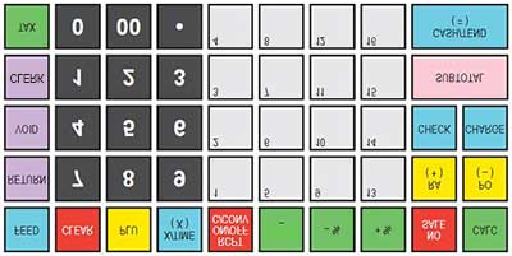 FEED
CLEAR
PLU
X/TIME
(X)
RCPT
ON/OFF
C/CONV
-
-%
+%
NO
SALE
CALC
RETURN
7
8
9
1
5
9
13
RA
(+)
PO
(-)
VOID
4
5
6
2
6
10
14
CHECK
CHARGE
CLERK
1
2
3
3
7
11
15
SUBTOTAL
TAX
0
00
•
4
8
12
16
CASH/TEND
(=)